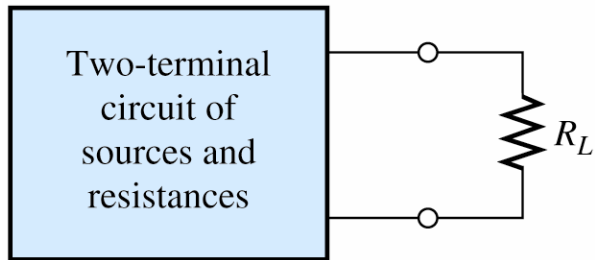 Two-terminal
circuit of
sources and
resistances
R_L